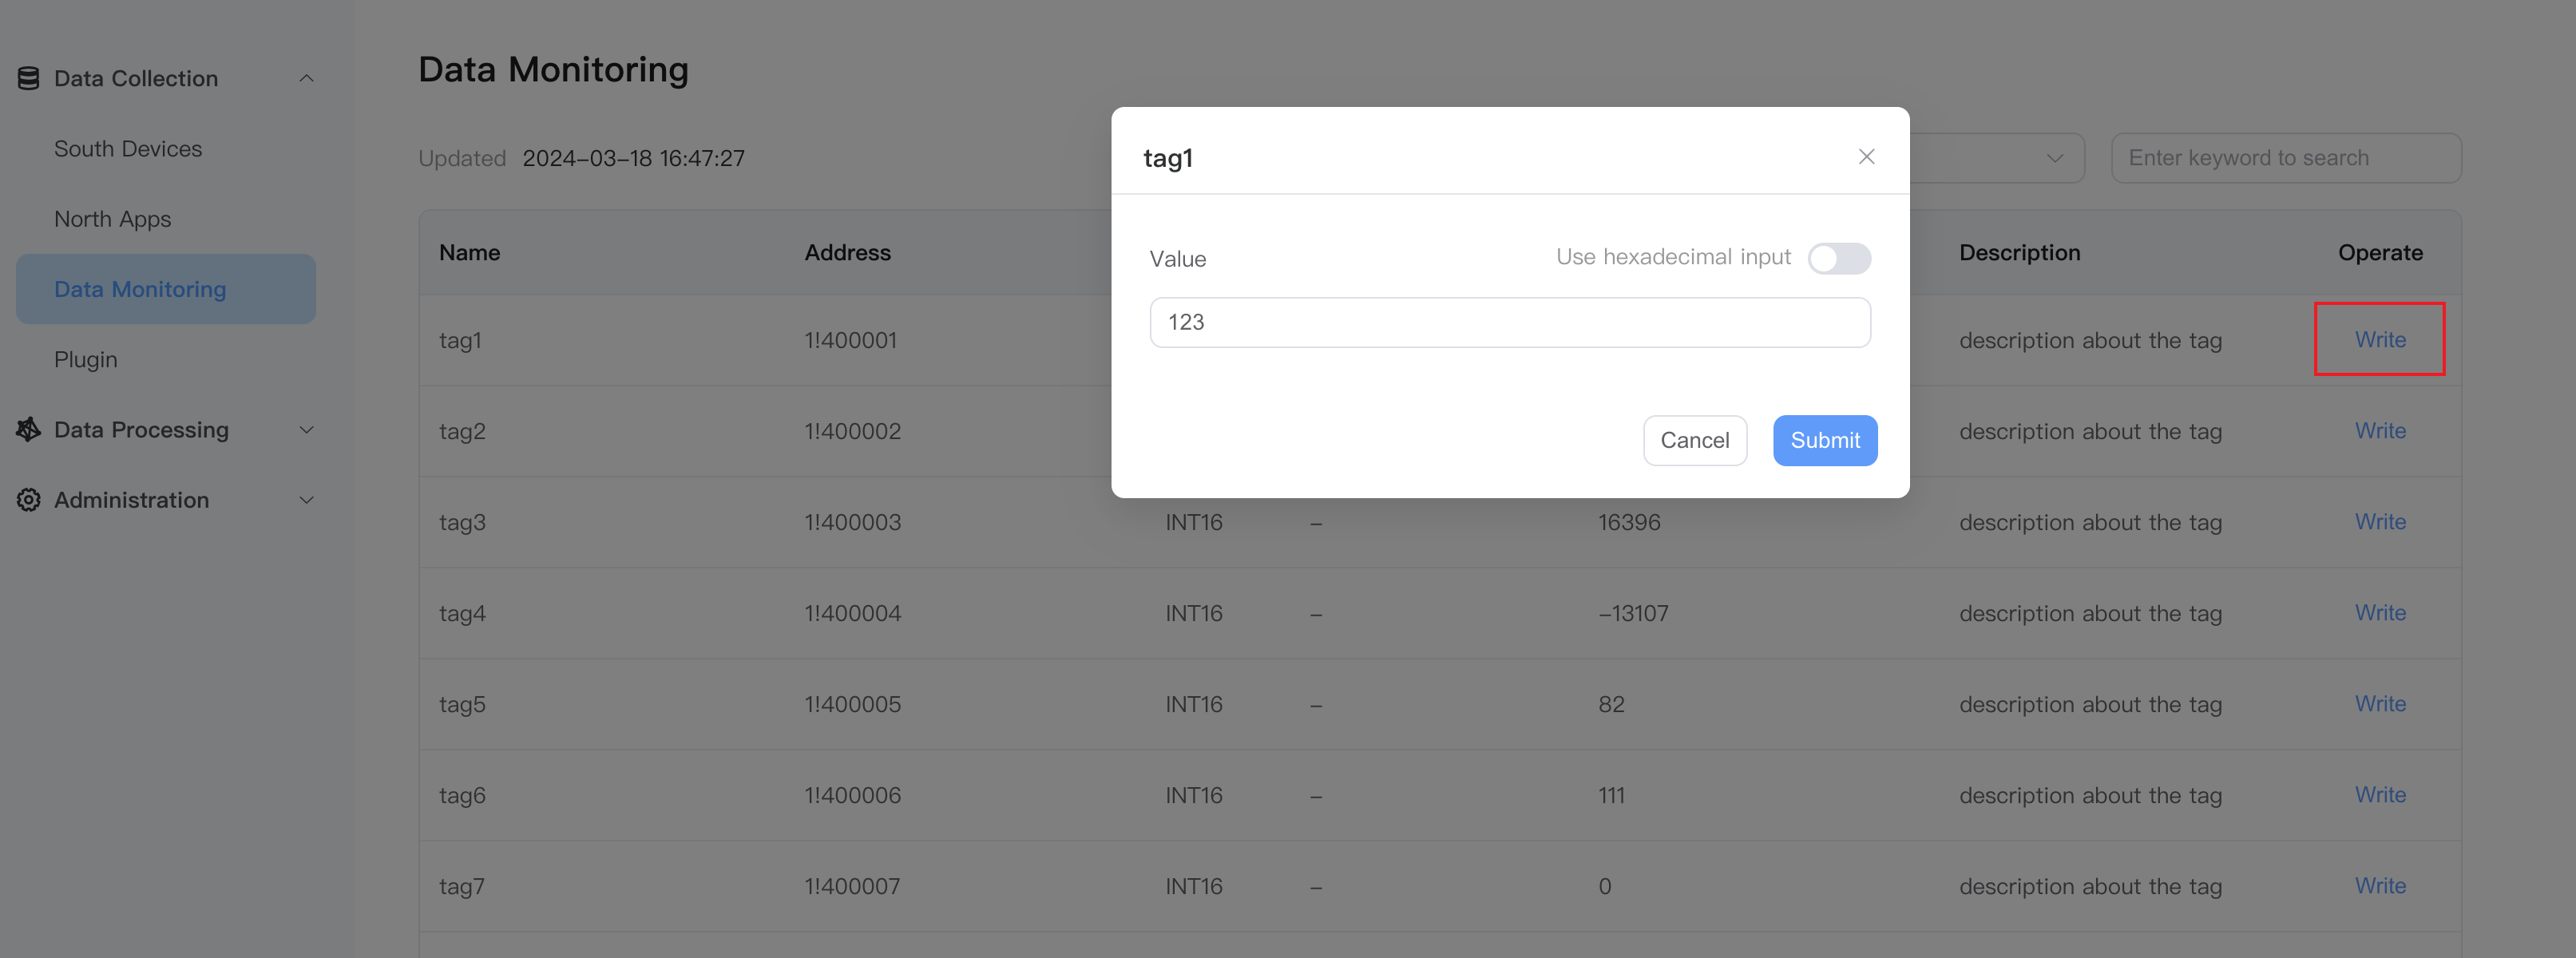 Data Collection
South Devices
North Apps
Data Monitoring
Plugin
Data Processing
Administration
Data Monitoring
Updated 2024-03-18 16:47:27
Enter keyword to search
Name Address Description Operate
tag1 1!400001 description about the tag Write
tag2 1!400002 description about the tag Write
tag3 1!400003 INT16 – 16396 description about the tag Write
tag4 1!400004 INT16 – –13107 description about the tag Write
tag5 1!400005 INT16 – 82 description about the tag Write
tag6 1!400006 INT16 – 111 description about the tag Write
tag7 1!400007 INT16 – 0 description about the tag Write
tag1
Value Use hexadecimal input
123
Cancel Submit